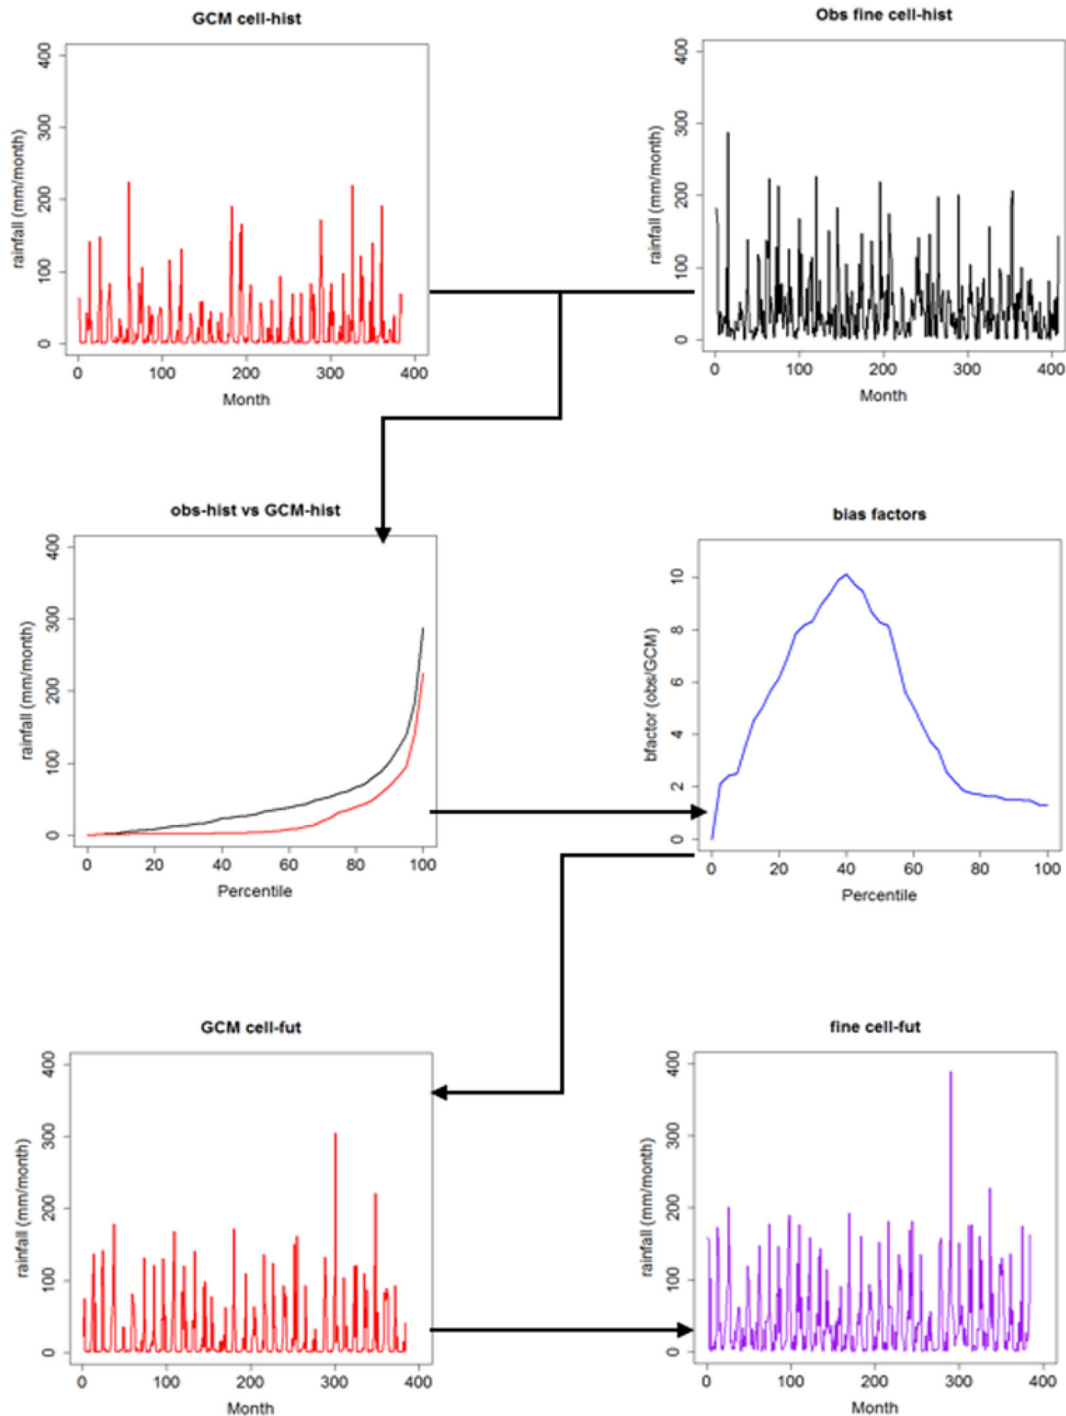 GCM cell-hist
rainfall (mm/month)
0 100 200 300 400
0 100 200 300 400
Month
Obs fine cell-hist
rainfall (mm/month)
0 100 200 300 400
0 100 200 300 400
Month
obs-hist vs GCM-hist
rainfall (mm/month)
0 100 200 300 400
0 20 40 60 80 100
Percentile
bias factors
bfactor (obs/GCM)
0 2 4 6 8 10
0 20 40 60 80 100
Percentile
GCM cell-fut
rainfall (mm/month)
0 100 200 300 400
0 100 200 300 400
Month
fine cell-fut
rainfall (mm/month)
0 100 200 300 400
0 100 200 300 400
Month